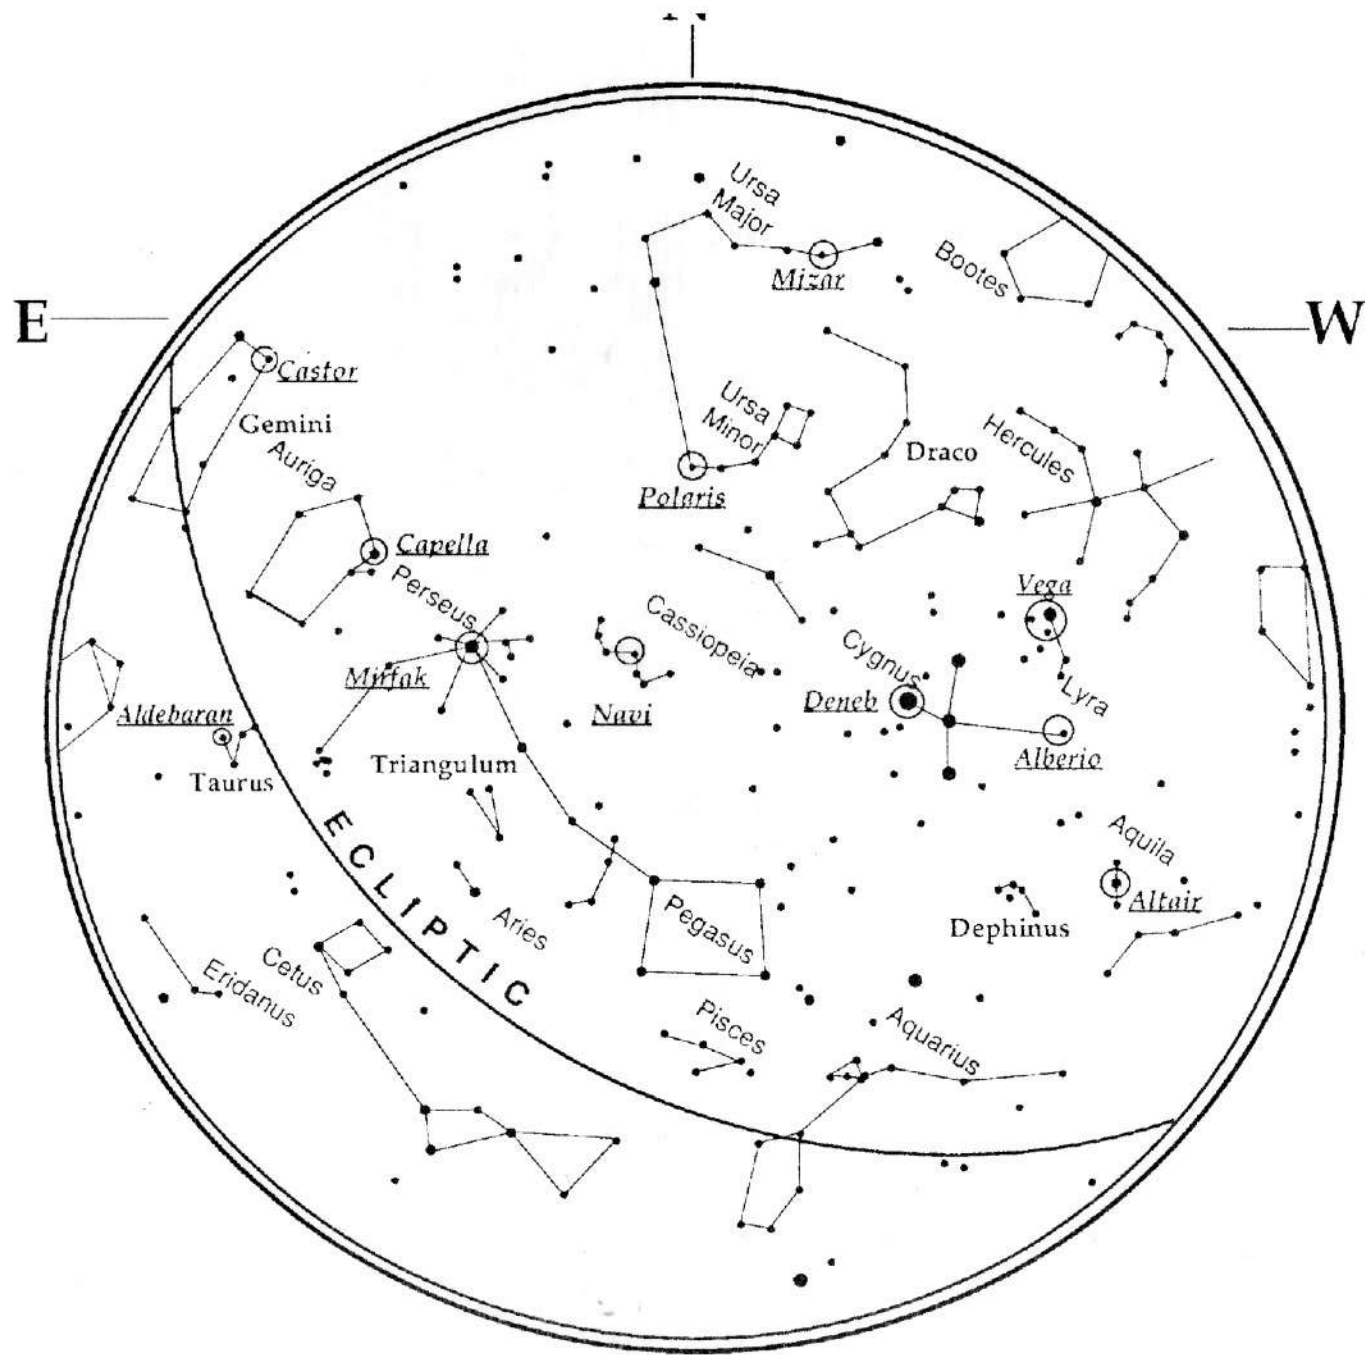 N
Ursa
Major
Mizar
Bootes
E
W
Castor
Gemini
Auriga
Ursa
Minor
Polaris
Draco
Hercules
Capella
Perseus
Cassiopeia
Vega
Cygnus
Lyra
Mirfak
Navi
Deneb
Alberio
Aldebaran
Taurus
Triangulum
ECLIPTIC
Aries
Pegasus
Aquila
Altair
Dephinus
Cetus
Eridanus
Pisces
Aquarius